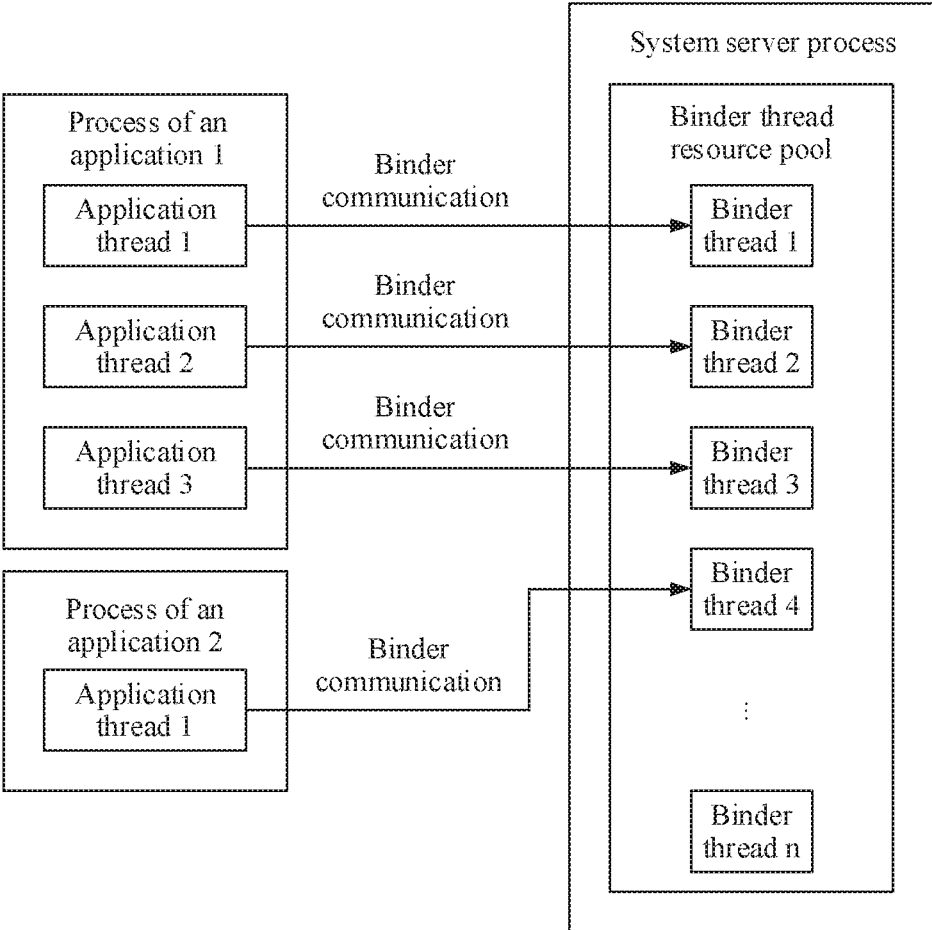 System server process
Process of an
application 1
Application
thread 1
Application
thread 2
Application
thread 3
Process of an
application 2
Application
thread 1
Binder
communication
Binder
communication
Binder
communication
Binder
communication
Binder thread
resource pool
Binder
thread 1
Binder
thread 2
Binder
thread 3
Binder
thread 4
⋮
Binder
thread n